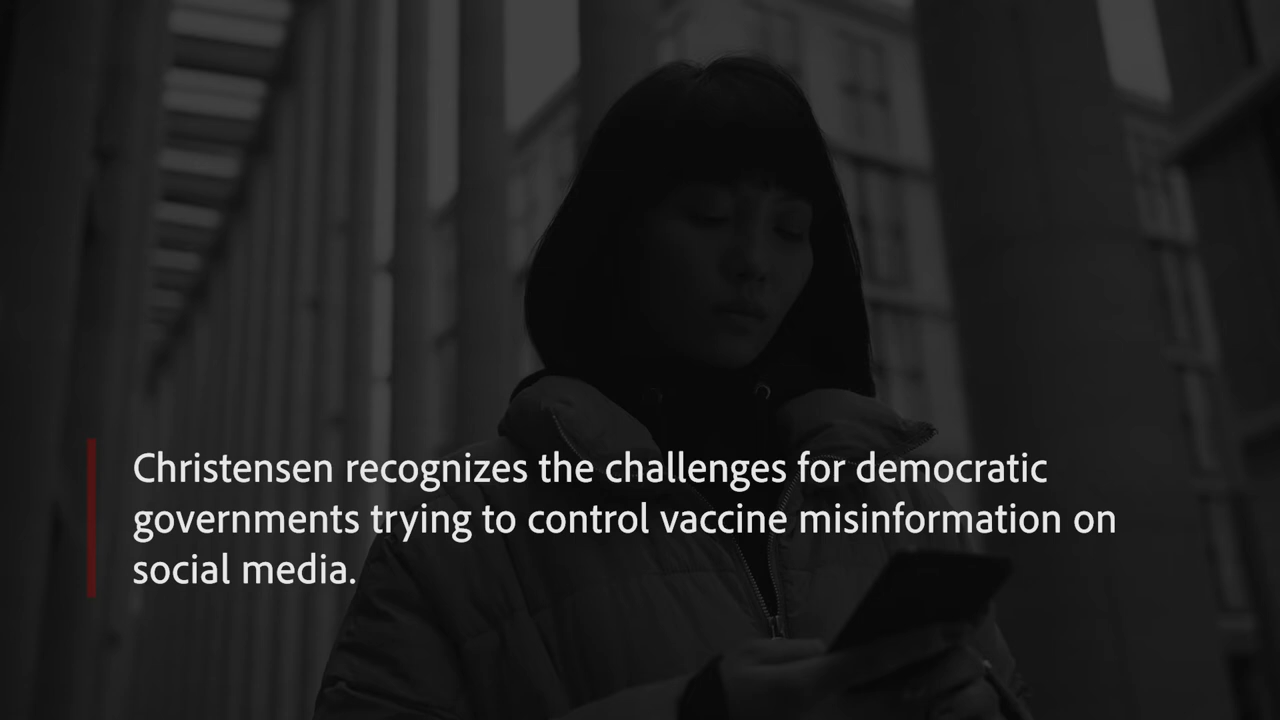 Christensen recognizes the challenges for democratic
governments trying to control vaccine misinformation on
social media.